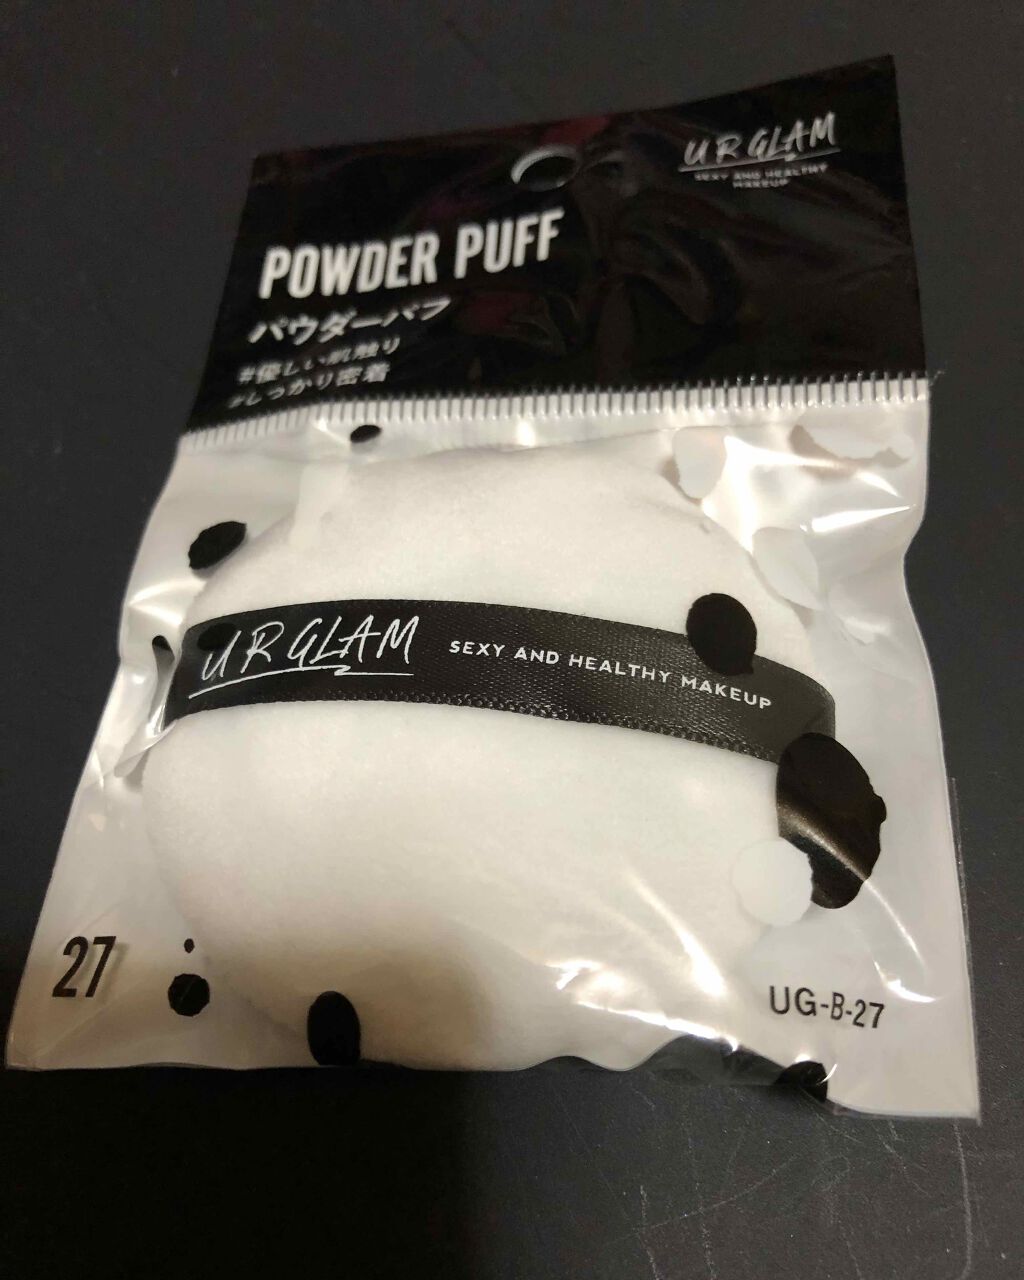 UR GLAM
SEXY AND HEALTHY
MAKEUP
POWDER PUFF
パウダーパフ
#優しい肌触り
#しっかり密着
UR GLAM SEXY AND HEALTHY MAKEUP
27
UG-B-27